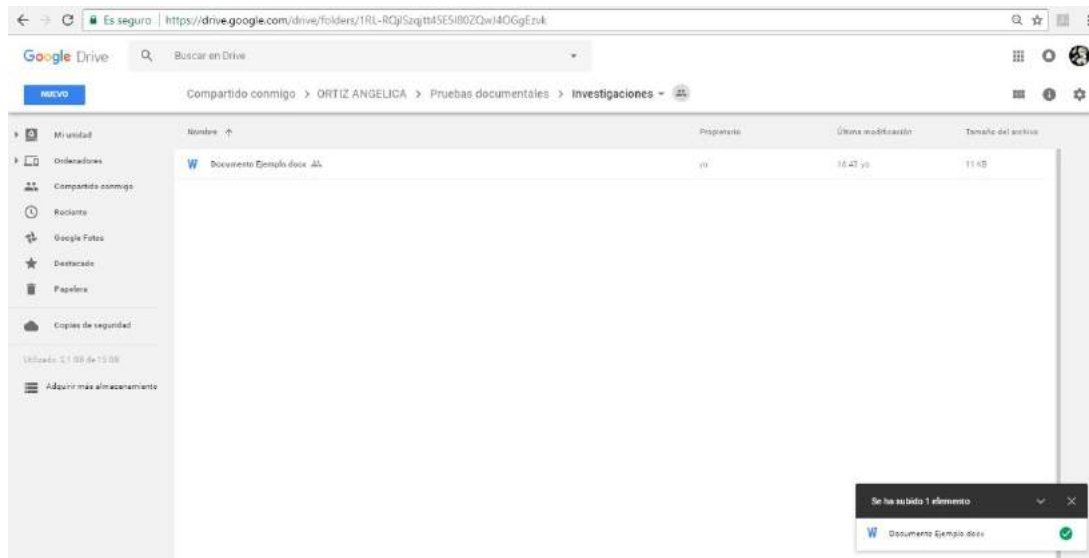 Es seguro
https://drive.google.com/drive/folders/
Google Drive
Buscar en Drive
NUEVO
Compartido conmigo > ORTIZ ANGELICA > Pruebas documentales > Investigaciones
Nombre
Propietario
Última modificación
Tamaño del archivo
Mi unidad
Documento Ejemplo.docx
yo
16:43 yo
11 KB
Ordenadores
Compartido conmigo
Reciente
Google Fotos
Destacado
Papelera
Copias de seguridad
Adquirir más almacenamiento
Se ha subido 1 elemento
Documento Ejemplo.docx